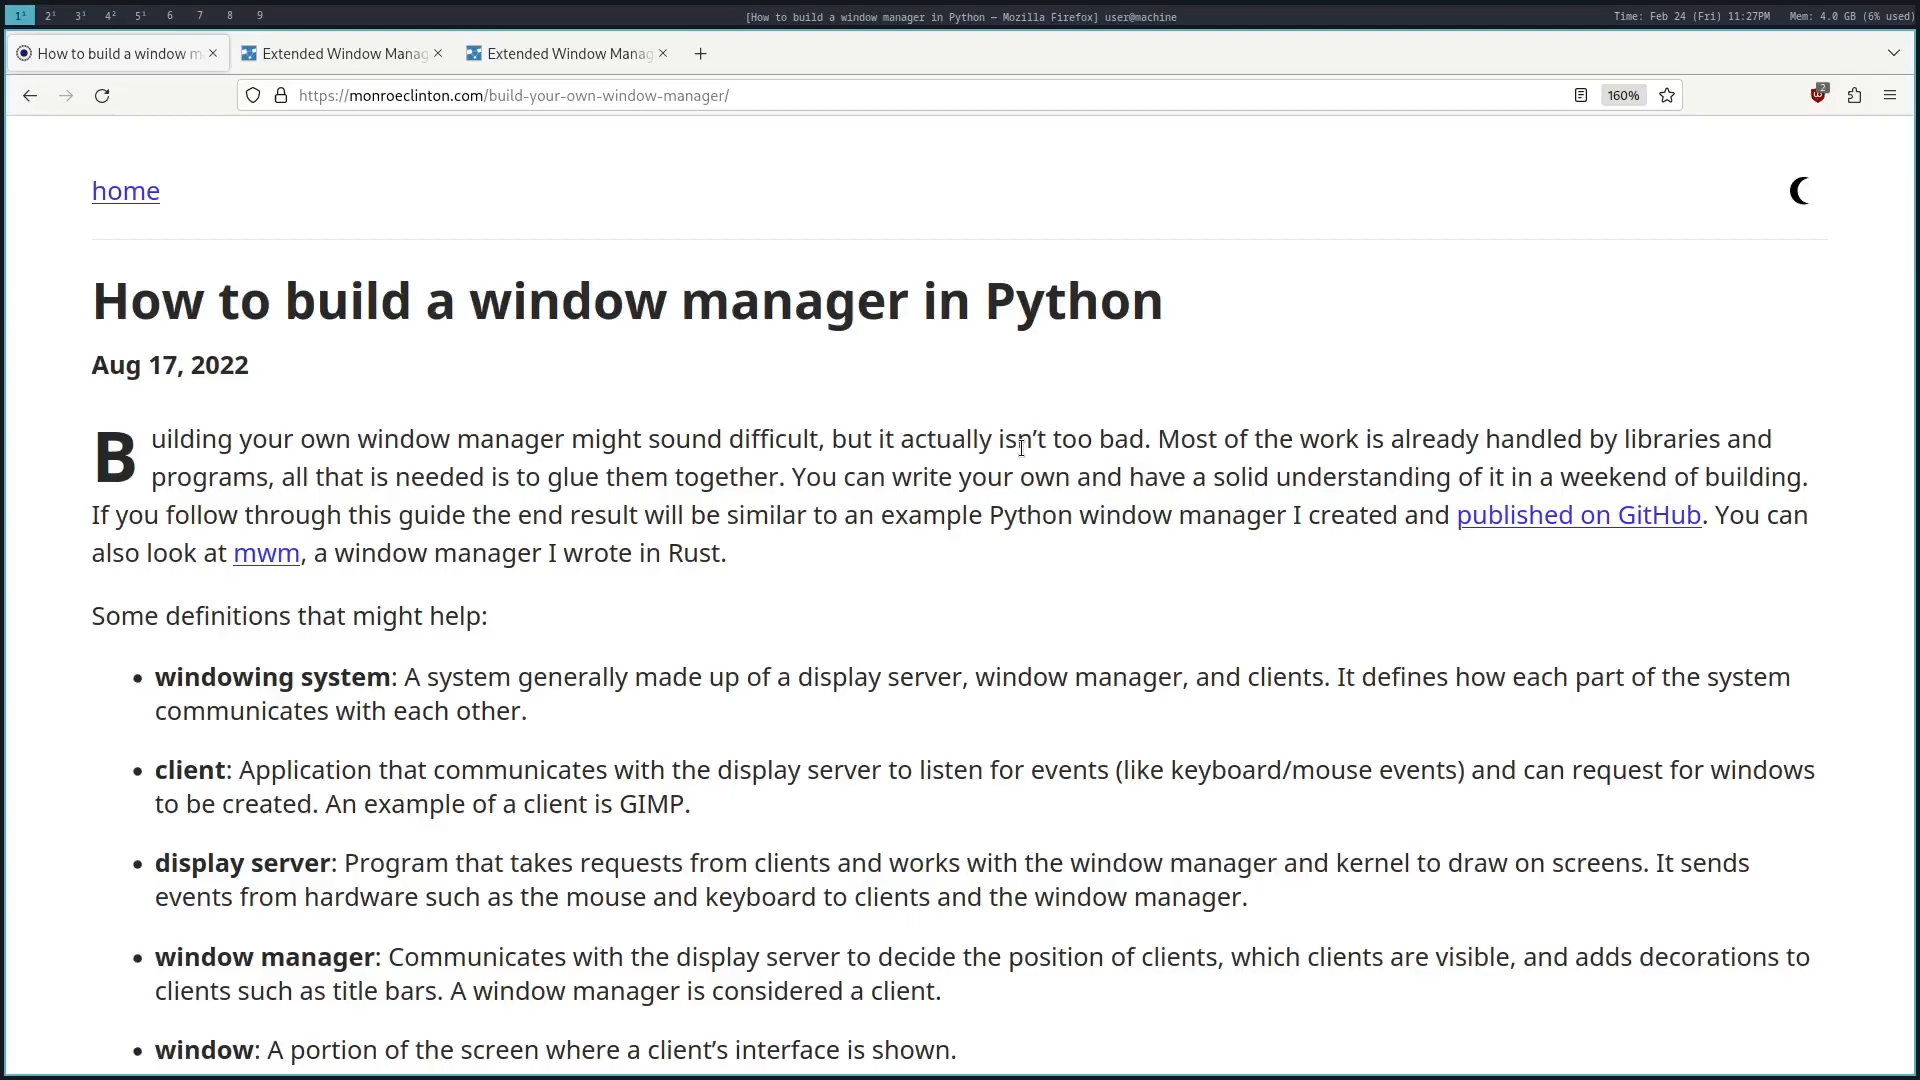 1¹ 2¹ 3¹ 4² 5¹ 6 7 8 9 [How to build a window manager in Python — Mozilla Firefox] user@machine Time: Feb 24 (Fri) 11:27PM Mem: 4.0 GB (6% used)
How to build a window m × Extended Window Manag × Extended Window Manag × +
https://monroeclinton.com/build-your-own-window-manager/ 160% 2
home
How to build a window manager in Python
Aug 17, 2022
Building your own window manager might sound difficult, but it actually isn’t too bad. Most of the work is already handled by libraries and
programs, all that is needed is to glue them together. You can write your own and have a solid understanding of it in a weekend of building.
If you follow through this guide the end result will be similar to an example Python window manager I created and published on GitHub. You can
also look at mwm, a window manager I wrote in Rust.
Some definitions that might help:
• windowing system: A system generally made up of a display server, window manager, and clients. It defines how each part of the system
communicates with each other.
• client: Application that communicates with the display server to listen for events (like keyboard/mouse events) and can request for windows
to be created. An example of a client is GIMP.
• display server: Program that takes requests from clients and works with the window manager and kernel to draw on screens. It sends
events from hardware such as the mouse and keyboard to clients and the window manager.
• window manager: Communicates with the display server to decide the position of clients, which clients are visible, and adds decorations to
clients such as title bars. A window manager is considered a client.
• window: A portion of the screen where a client’s interface is shown.